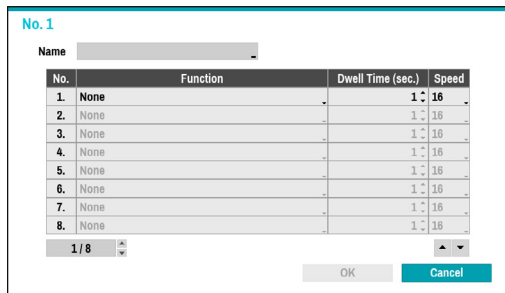 No. 1
Name
No. Function Dwell Time (sec.) Speed
1. None 1 16
2. None 1 16
3. None 1 16
4. None 1 16
5. None 1 16
6. None 1 16
7. None 1 16
8. None 1 16
1 / 8
OK Cancel